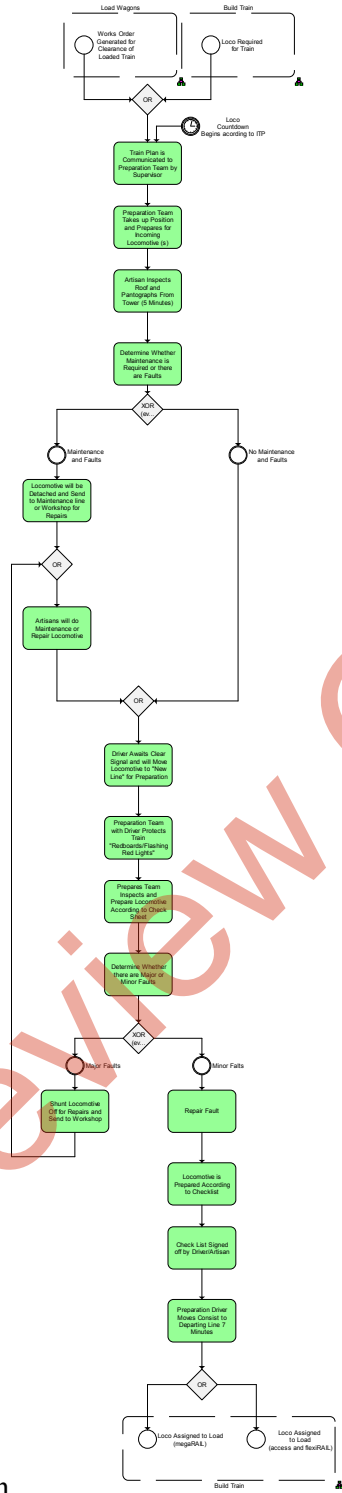 Load Wagons
Build Train
Works Order
Generated for
Clearance of
Loaded Train
Loco Required
for Train
OR
Loco
Countdown
Begins acording to ITP
Train Plan is
Communicated to
Preparation Team by
Supervisor
Preparation Team
Takes up Position
and Prepares for
Incoming
Locomotive (s)
Artisan Inspects
Roof and
Pantographs From
Tower (5 Minutes)
Determine Whether
Maintenance is
Required or there
are Faults
XOR
(ev...
Maintenance
and Faults
No Maintenance
and Faults
Locomotive will be
Detached and Send
to Maintenance line
or Workshop for
Repairs
OR
Artisans will do
Maintenance or
Repair Locomotive
OR
Driver Awaits Clear
Signal and will Move
Locomotive to "New
Line" for Preparation
Preparation Team
with Driver Protects
Train
"Redboards/Flashing
Red Lights"
Prepares Team
Inspects and
Prepare Locomotive
According to Check
Sheet
Determine Whether
there are Major or
Minor Faults
XOR
(ev...
Major Faults
Minor Falts
Shunt Locomotive
Off for Repairs and
Send to Workshop
Repair Fault
Locomotive is
Prepared According
to Checklist
Check List Signed
off by Driver/Artisan
Preparation Driver
Moves Consist to
Departing Line 7
Minutes
OR
Loco Assigned to Load
(megaRAIL)
Loco Assigned
to Load
(access and flexiRAIL)
Build Train